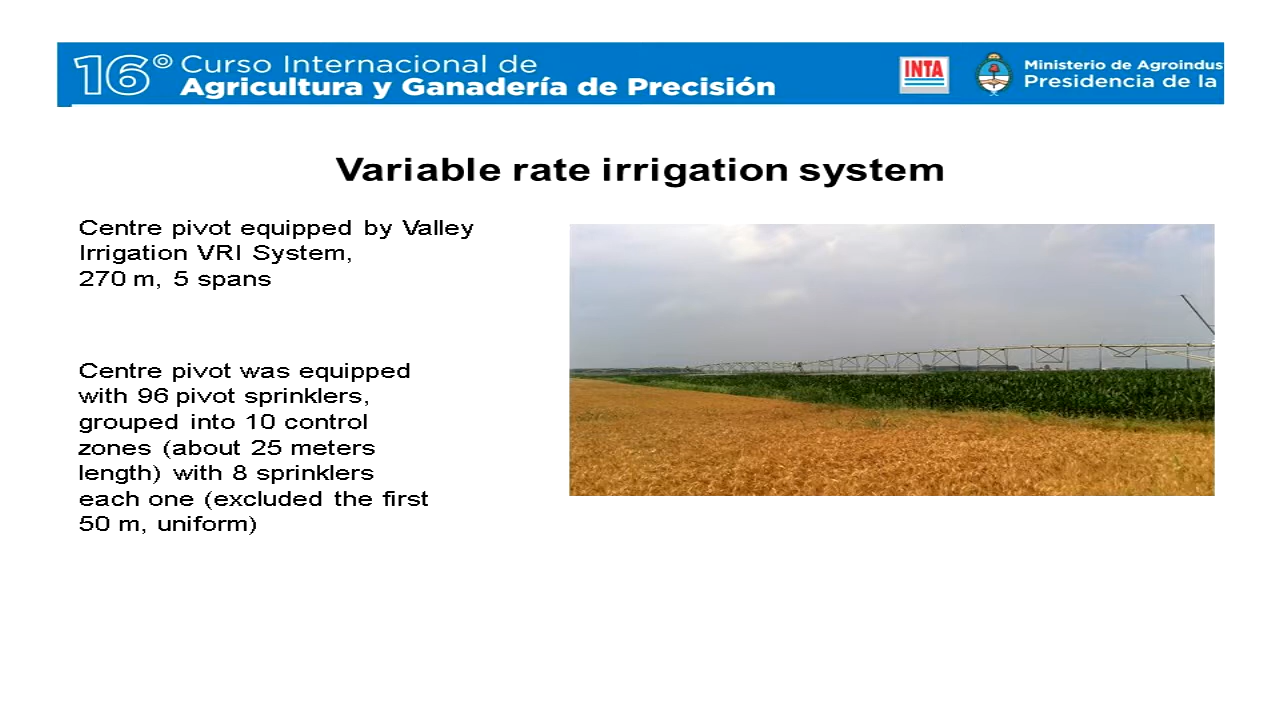 16° Curso Internacional de
Agricultura y Ganadería de Precisión
INTA
Ministerio de Agroindus
Presidencia de la
Variable rate irrigation system
Centre pivot equipped by Valley
Irrigation VRI System,
270 m, 5 spans
Centre pivot was equipped
with 96 pivot sprinklers,
grouped into 10 control
zones (about 25 meters
length) with 8 sprinklers
each one (excluded the first
50 m, uniform)